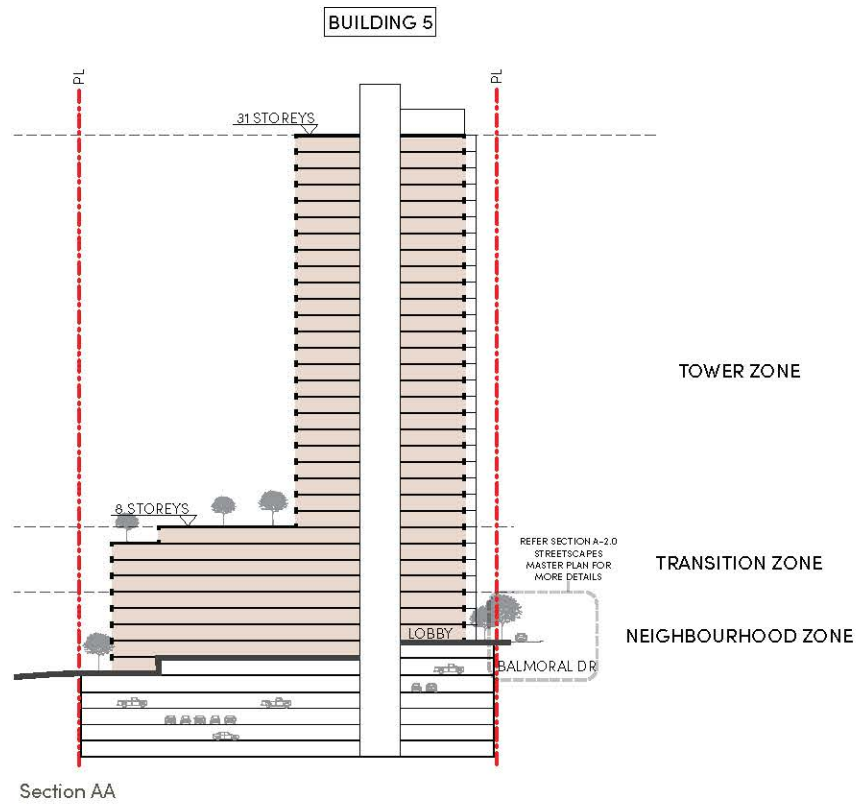 BUILDING 5
PL
PL
31 STOREYS
TOWER ZONE
8 STOREYS
REFER SECTION A-2.0
STREETSCAPES
MASTER PLAN FOR
MORE DETAILS
TRANSITION ZONE
LOBBY
NEIGHBOURHOOD ZONE
BALMORAL DR
Section AA